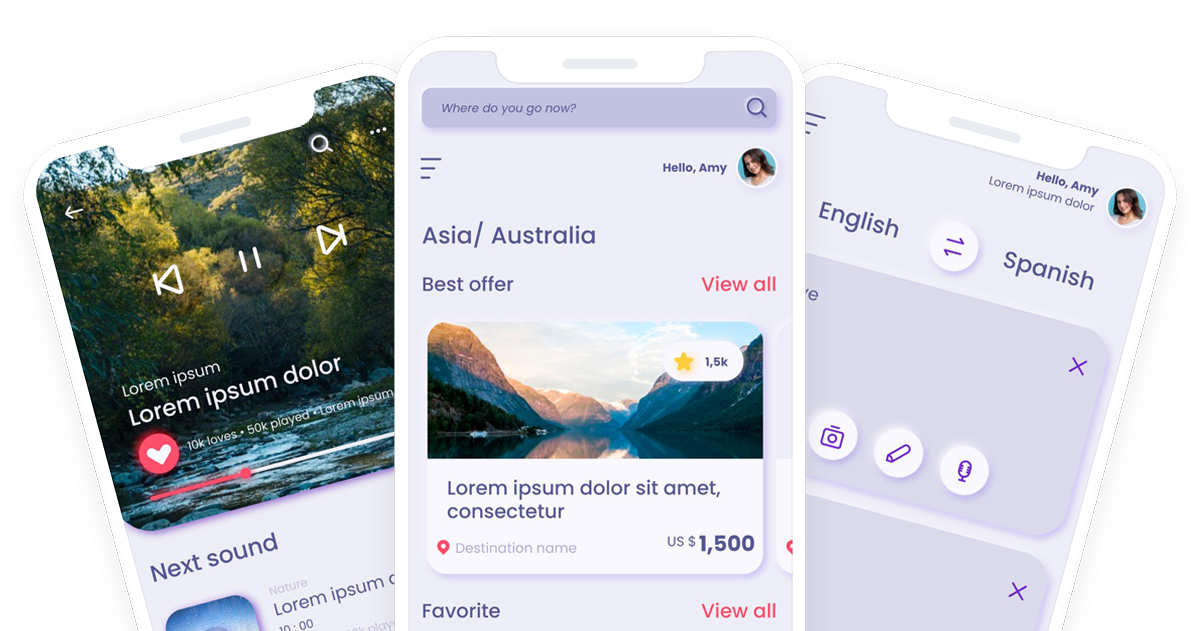 Lorem ipsum
Lorem ipsum dolor
10k loves • 50k played • Lorem ipsum
Next sound
Nature
Lorem ipsum
10 : 00
Where do you go now?
Hello, Amy
Asia/ Australia
Best offer
View all
1,5k
Lorem ipsum dolor sit amet,
consectetur
Destination name
US $ 1,500
Favorite
View all
Hello, Amy
Lorem ipsum dolor
English
Spanish